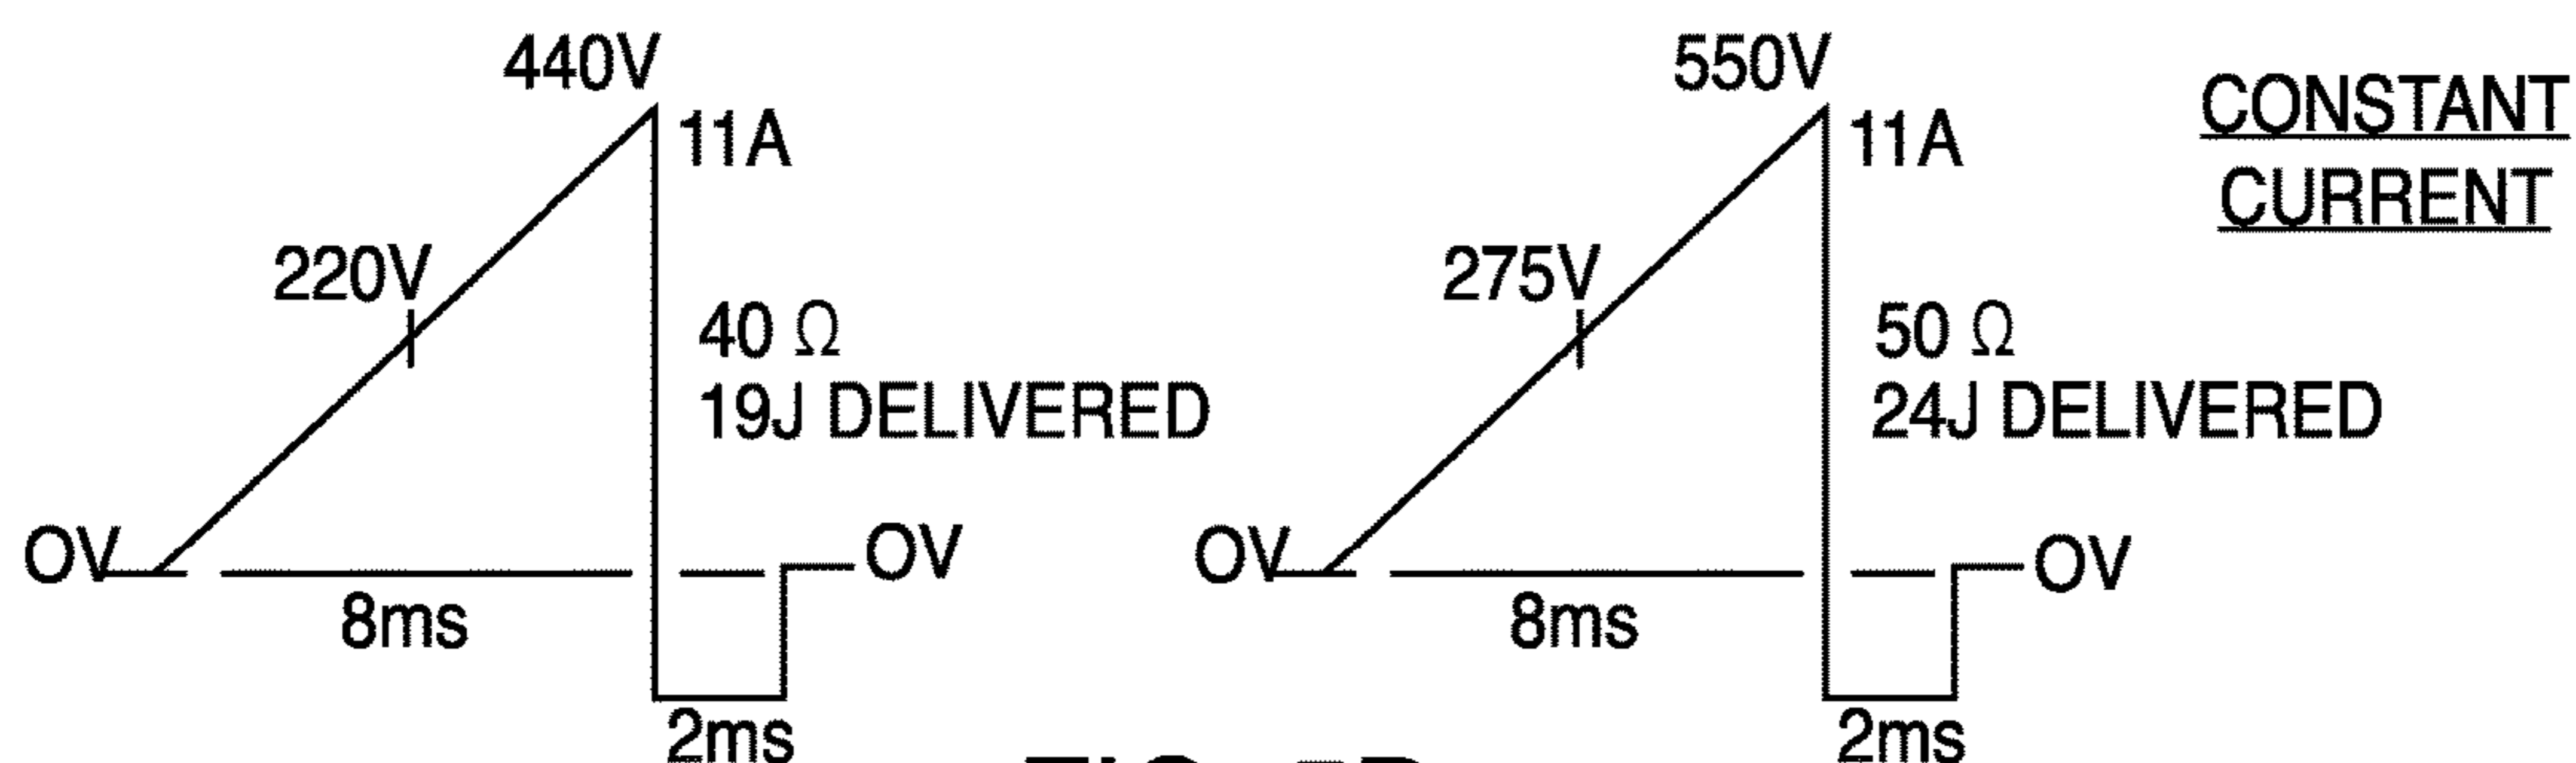 440V
11A
220V
40 Ω
19J DELIVERED
OV
OV
8ms
2ms
550V
11A
275V
50 Ω
24J DELIVERED
OV
OV
8ms
2ms
CONSTANT
CURRENT